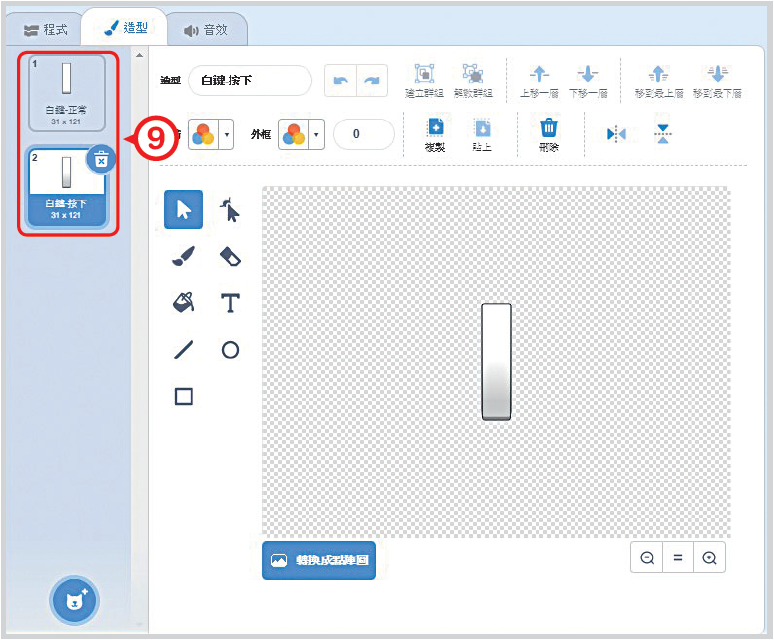 程式
造型
音效
1
白鍵-正常
31 x 121
2
白鍵-按下
31 x 121
9
造型
白鍵-按下
建立群組
解散群組
上移一層
下移一層
移到最上層
移到最下層
外框
0
複製
貼上
刪除
T
轉換成點陣圖